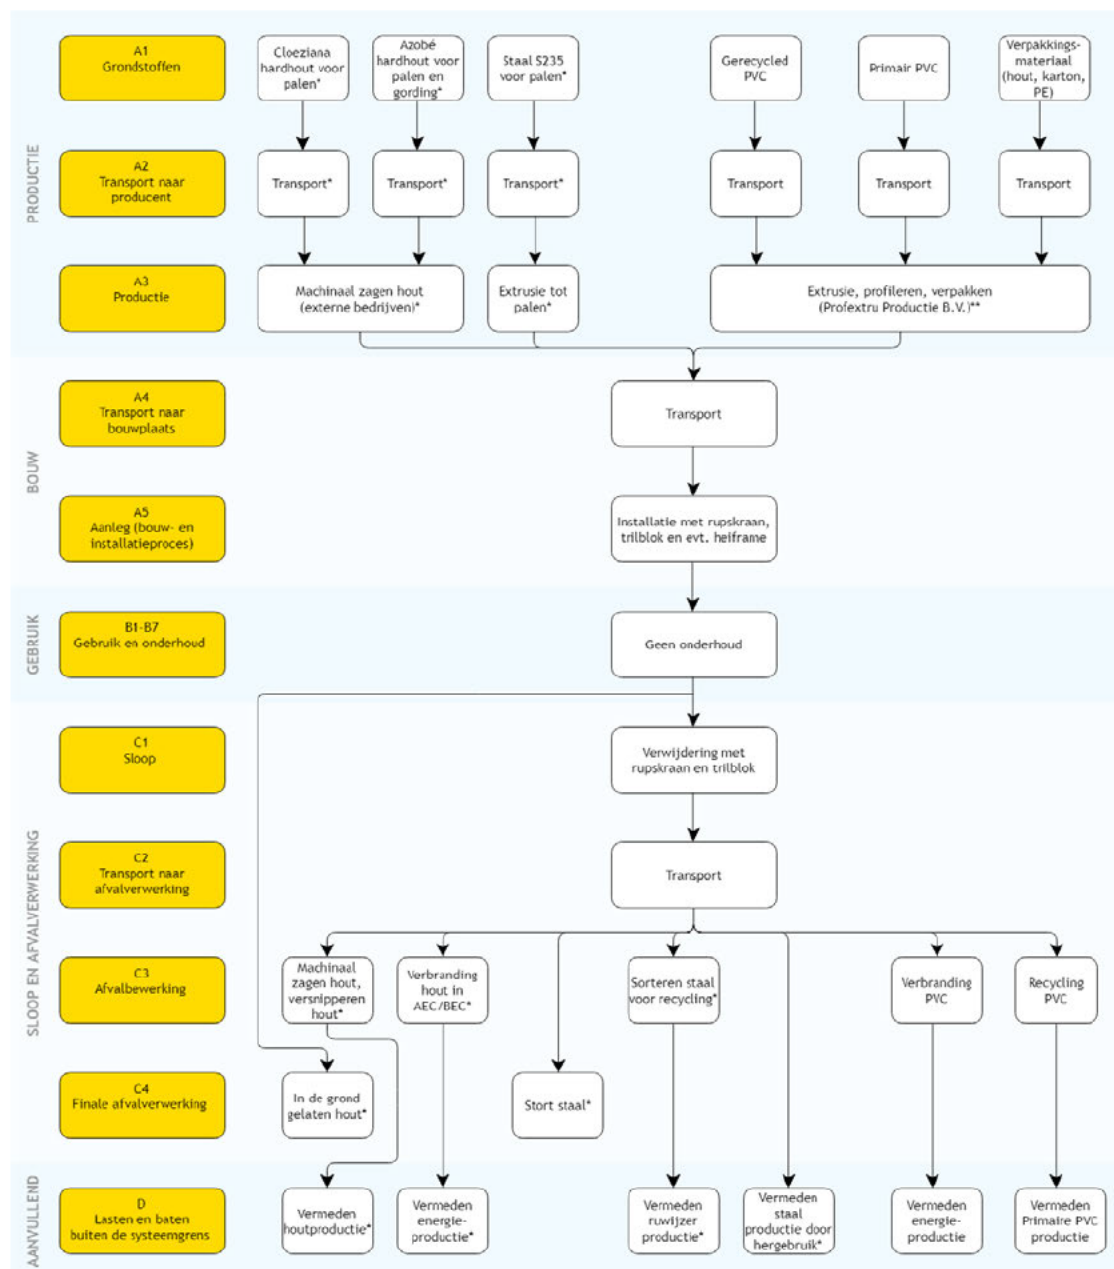 PRODUCTIE
A1
Grondstoffen
Cloeziana
hardhout voor
palen*
Azobé
hardhout voor
palen en
gording*
Staal S235
voor palen*
Gerecycled
PVC
Primair PVC
Verpakkings-
materiaal
(hout, karton,
PE)
A2
Transport naar
producent
Transport*
Transport*
Transport*
Transport
Transport
Transport
A3
Productie
Machinaal zagen hout
(externe bedrijven)*
Extrusie tot
palen*
Extrusie, profileren, verpakken
(Profextru Productie B.V.)**
BOUW
A4
Transport naar
bouwplaats
Transport
A5
Aanleg (bouw- en
installatieproces)
Installatie met rupskraan,
trilblok en evt. heiframe
GEBRUIK
B1-B7
Gebruik en onderhoud
Geen onderhoud
SLOOP EN AFVALVERWERKING
C1
Sloop
Verwijdering met
rupskraan en trilblok
C2
Transport naar
afvalverwerking
Transport
C3
Afvalbewerking
Machinaal
zagen hout,
versnipperen
hout*
Verbranding
hout in
AEC/BEC*
Sorteren staal
voor recycling*
Verbranding
PVC
Recycling
PVC
C4
Finale afvalverwerking
In de grond
gelaten hout*
Stort staal*
AANVULLEND
D
Lasten en baten
buiten de systeemgrens
Vermeden
houtproductie*
Vermeden
energie-
productie*
Vermeden
ruwijzer
productie*
Vermeden
staal
productie door
hergebruik*
Vermeden
energie-
productie
Vermeden
Primaire PVC
productie